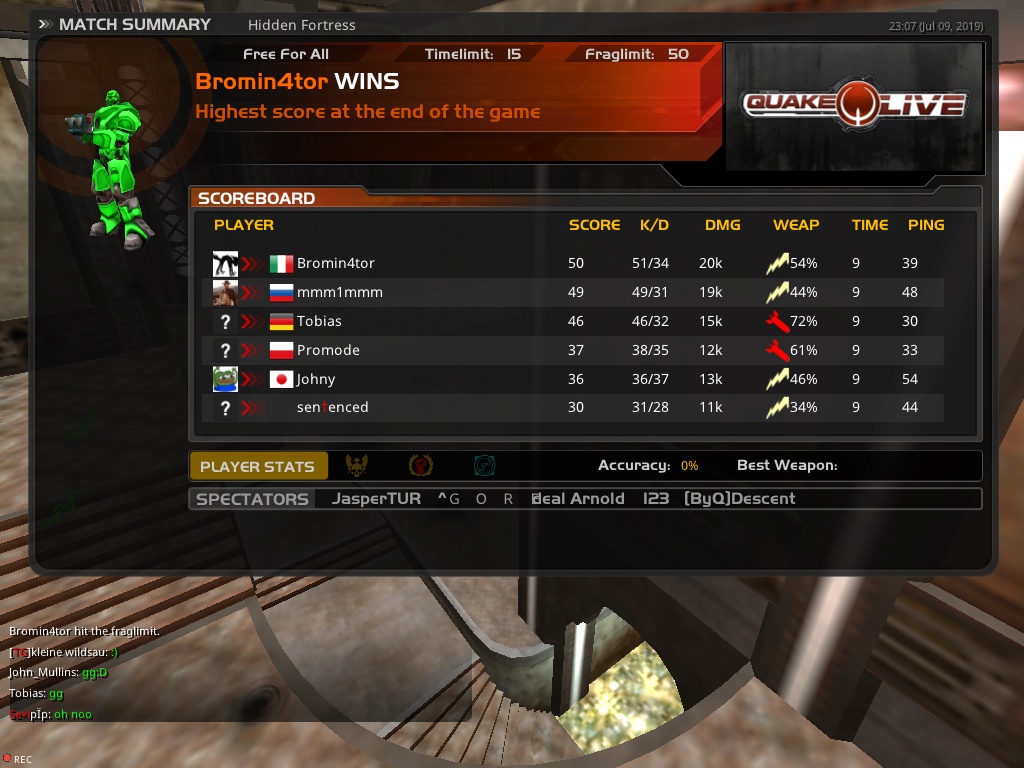 MATCH SUMMARY Hidden Fortress 23:07 (Jul 09, 2019)
Free For All Timelimit: 15 Fraglimit: 50
Bromin4tor WINS
Highest score at the end of the game
QUAKE LIVE
SCOREBOARD
PLAYER SCORE K/D DMG WEAP TIME PING
Bromin4tor 50 51/34 20k 54% 9 39
mmm1mmm 49 49/31 19k 44% 9 48
? Tobias 46 46/32 15k 72% 9 30
? Promode 37 38/35 12k 61% 9 33
Johny 36 36/37 13k 46% 9 54
? sen†enced 30 31/28 11k 34% 9 44
PLAYER STATS Accuracy: 0% Best Weapon:
SPECTATORS JasperTUR ^G O R deal Arnold 123 (ByQ)Descent
Bromin4tor hit the fraglimit.
[TG]kleine wildsau: :)
John_Mullins: gg:D
Tobias: gg
oh noo
REC